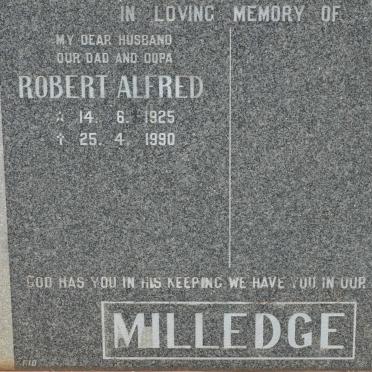 IN LOVING MEMORY OF
MY DEAR HUSBAND
OUR DAD AND OUPA
ROBERT ALFRED
☆ 14. 6. 1925
✝ 25. 4. 1990
GOD HAS YOU IN HIS KEEPING WE HAVE YOU IN OUR
MILLEDGE